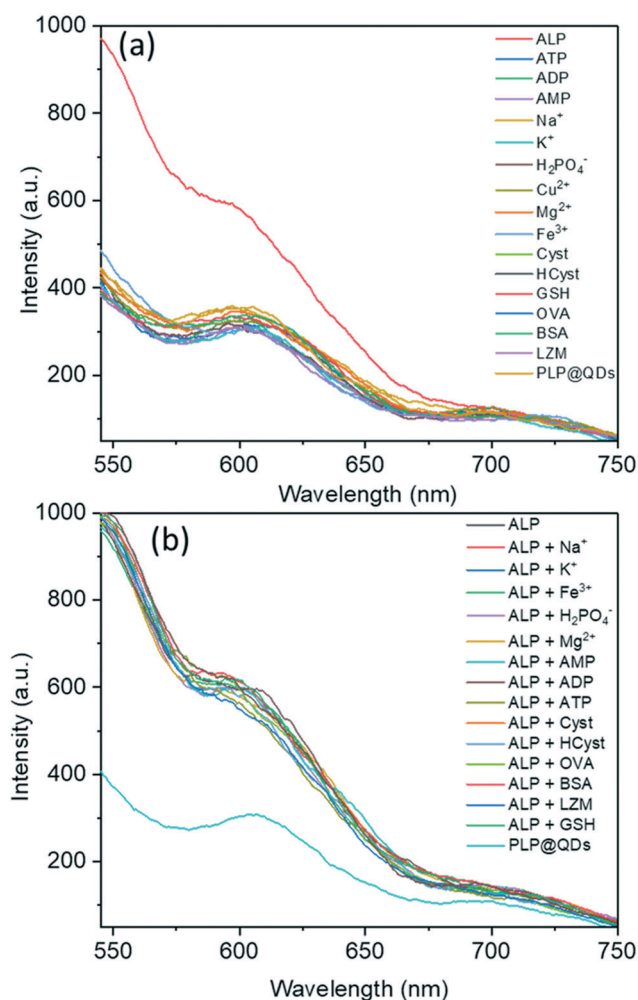 (a)
1000
800
600
400
200
Intensity (a.u.)
ALP
ATP
ADP
AMP
Na⁺
K⁺
H₂PO₄⁻
Cu²⁺
Mg²⁺
Fe³⁺
Cyst
HCyst
GSH
OVA
BSA
LZM
PLP@QDs
550 600 650 700 750
Wavelength (nm)
(b)
1000
800
600
400
200
Intensity (a.u.)
ALP
ALP + Na⁺
ALP + K⁺
ALP + Fe³⁺
ALP + H₂PO₄⁻
ALP + Mg²⁺
ALP + AMP
ALP + ADP
ALP + ATP
ALP + Cyst
ALP + HCyst
ALP + OVA
ALP + BSA
ALP + LZM
ALP + GSH
PLP@QDs
550 600 650 700 750
Wavelength (nm)